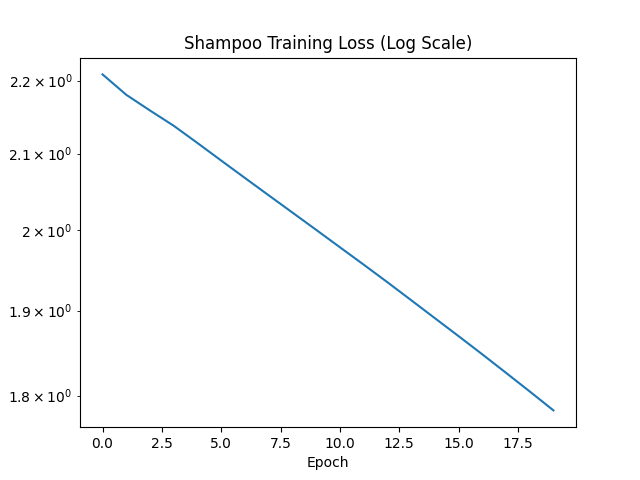 Shampoo Training Loss (Log Scale)
2.2 × 10⁰
2.1 × 10⁰
2 × 10⁰
1.9 × 10⁰
1.8 × 10⁰
0.0 2.5 5.0 7.5 10.0 12.5 15.0 17.5
Epoch